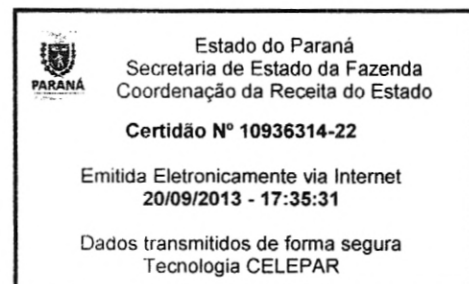 Estado do Paraná
Secretaria de Estado da Fazenda
PARANÁ
Coordenação da Receita do Estado
Certidão Nº 10936314-22
Emitida Eletronicamente via Internet
20/09/2013 - 17:35:31
Dados transmitidos de forma segura
Tecnologia CELEPAR